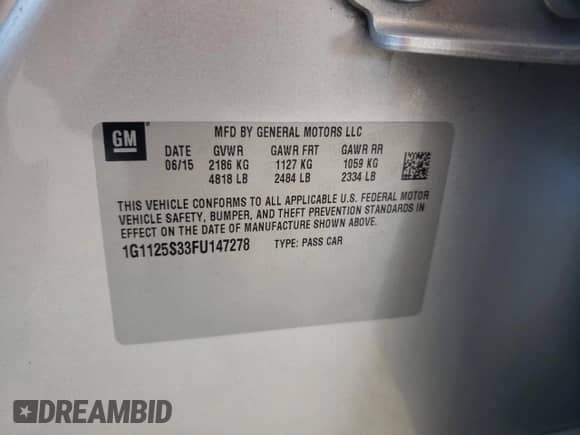 GM
MFD BY GENERAL MOTORS LLC
DATE GVWR GAWR FRT GAWR RR
06/15 2186 KG 1127 KG 1059 KG
4818 LB 2484 LB 2334 LB
THIS VEHICLE CONFORMS TO ALL APPLICABLE U.S. FEDERAL MOTOR
VEHICLE SAFETY, BUMPER, AND THEFT PREVENTION STANDARDS IN
EFFECT ON THE DATE OF MANUFACTURE SHOWN ABOVE.
1G1125S33FU147278 TYPE: PASS CAR
DREAMBID